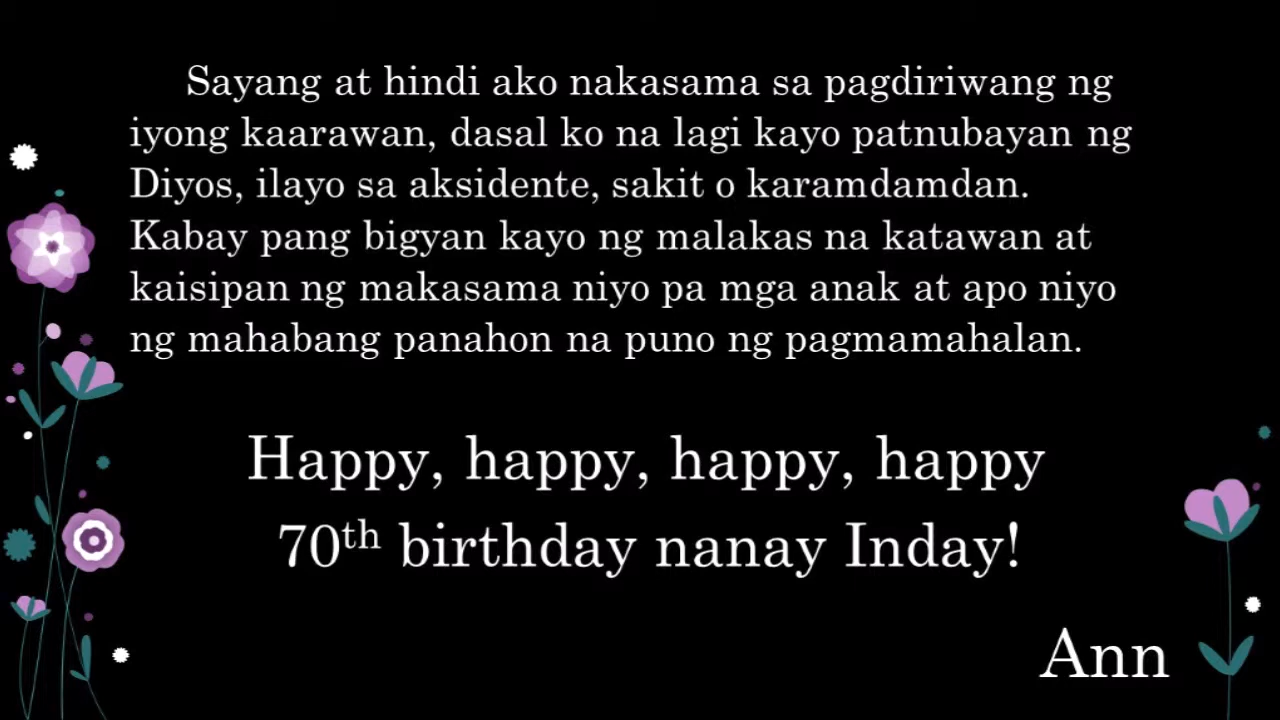 Sayang at hindi ako nakasama sa pagdiriwang ng
iyong kaarawan, dasal ko na lagi kayo patnubayan ng
Diyos, ilayo sa aksidente, sakit o karamdamdan.
Kabay pang bigyan kayo ng malakas na katawan at
kaisipan ng makasama niyo pa mga anak at apo niyo
ng mahabang panahon na puno ng pagmamahalan.
Happy, happy, happy, happy
70th birthday nanay Inday!
Ann